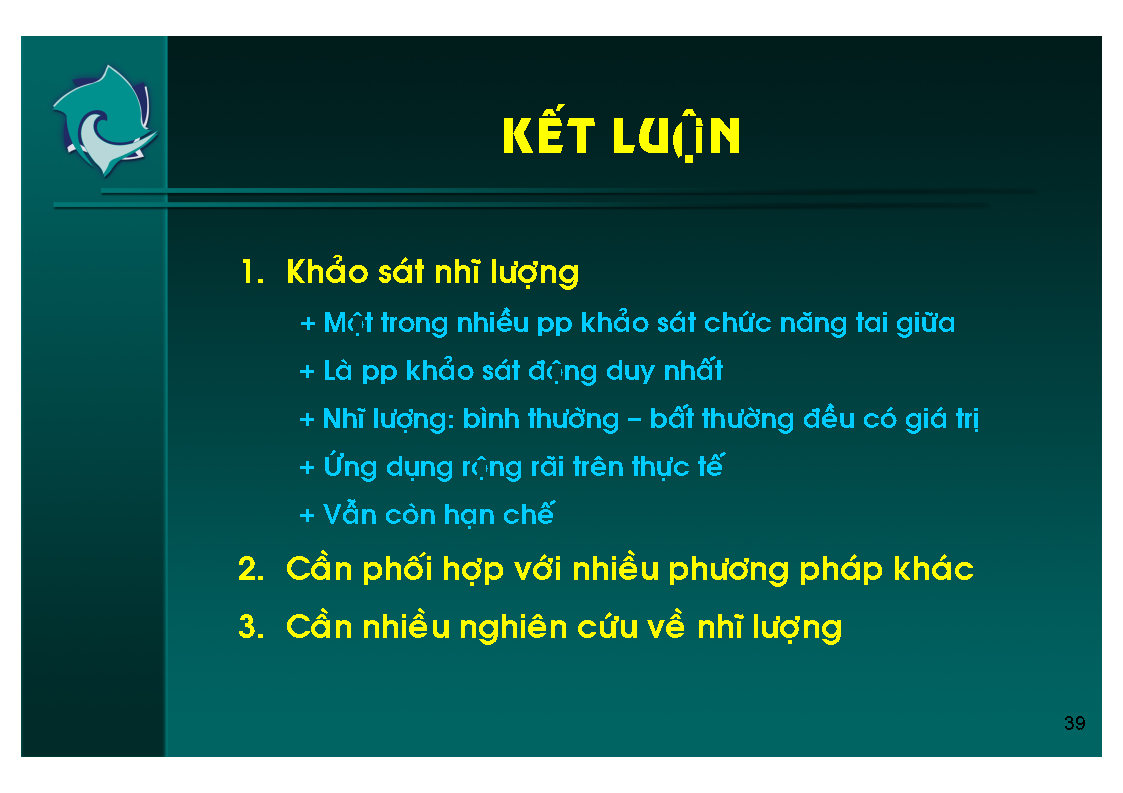 KẾT LUỘN
1. Khảo sát nhĩ lượng
+ Một trong nhiều pp khảo sát chức năng tai giữa
+ Là pp khảo sát động duy nhất
+ Nhĩ lượng: bình thường – bất thường đều có giá trị
+ Ứng dụng rộng rãi trên thực tế
+ Vẫn còn hạn chế
2. Cần phối hợp với nhiều phương pháp khác
3. Cần nhiều nghiên cứu về nhĩ lượng
39